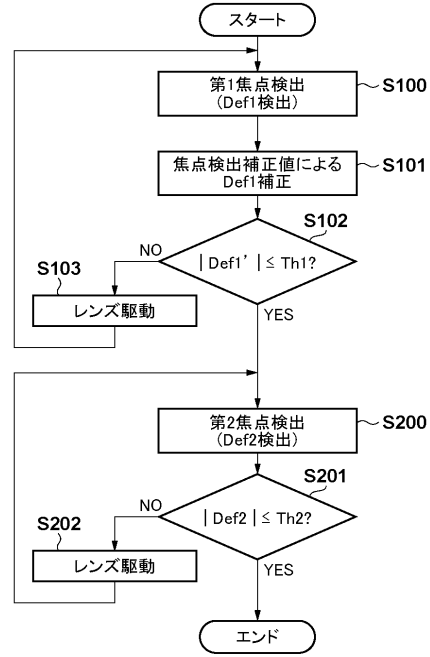 スタート
第1焦点検出
(Def1検出)
S100
焦点検出補正値による
Def1補正
S101
S102
|Def1'|≦Th1?
NO
S103
レンズ駆動
YES
第2焦点検出
(Def2検出)
S200
S201
|Def2|≦Th2?
NO
S202
レンズ駆動
YES
エンド